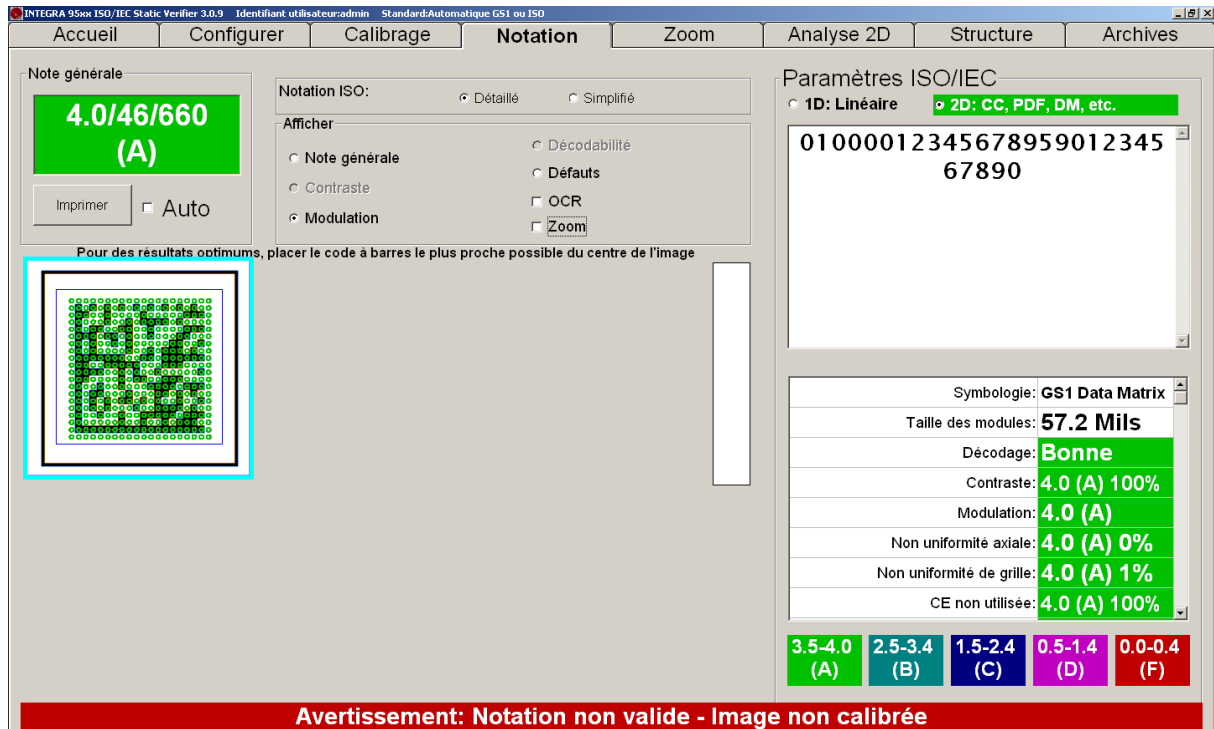 INTEGRA 95xx ISO/IEC Static Verifier 3.0.9 Identifiant utilisateur:admin Standard:Automatique GS1 ou ISO
Accueil Configurer Calibrage Notation Zoom Analyse 2D Structure Archives
Note générale
4.0/46/660
(A)
Imprimer
Auto
Notation ISO:
Détaillé
Simplifié
Afficher
Note générale
Contraste
Modulation
Décodabilité
Défauts
OCR
Zoom
Pour des résultats optimums, placer le code à barres le plus proche possible du centre de l'image
Paramètres ISO/IEC
1D: Linéaire
2D: CC, PDF, DM, etc.
01000012345678959012345
67890
Symbologie: GS1 Data Matrix
Taille des modules: 57.2 Mils
Décodage: Bonne
Contraste: 4.0 (A) 100%
Modulation: 4.0 (A)
Non uniformité axiale: 4.0 (A) 0%
Non uniformité de grille: 4.0 (A) 1%
CE non utilisée: 4.0 (A) 100%
3.5-4.0 2.5-3.4 1.5-2.4 0.5-1.4 0.0-0.4
(A) (B) (C) (D) (F)
Avertissement: Notation non valide - Image non calibrée